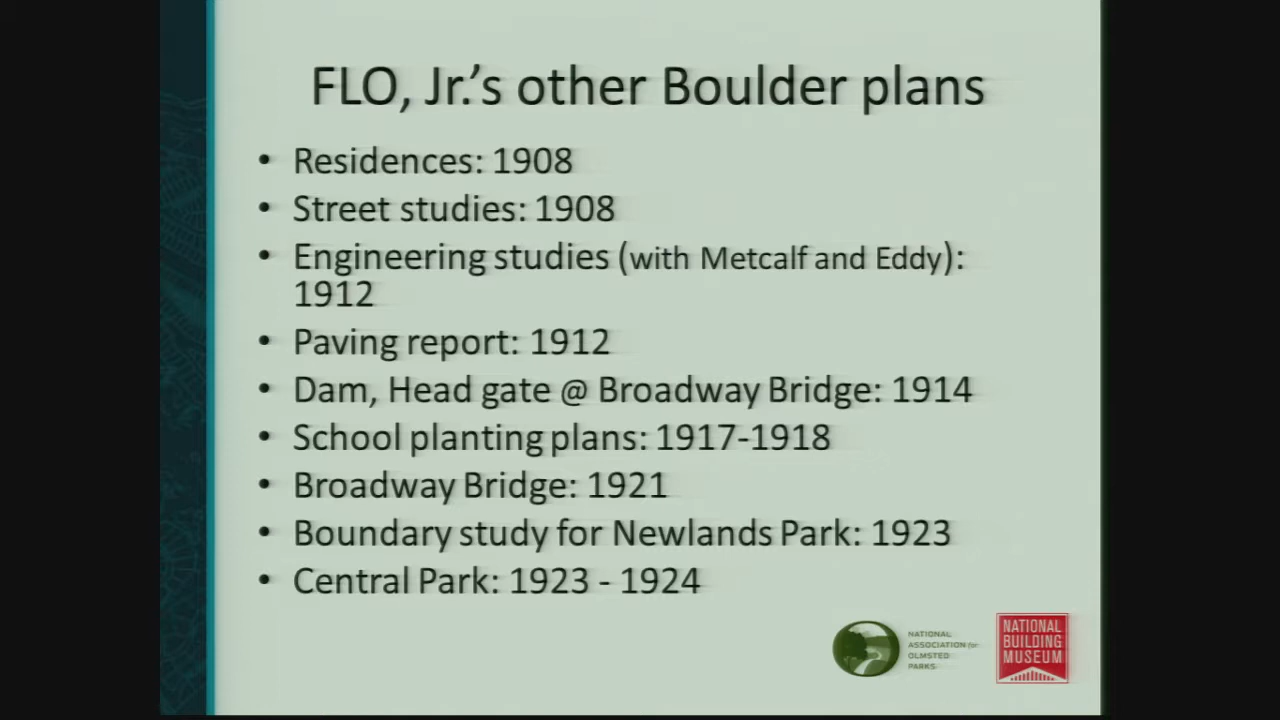 FLO, Jr.'s other Boulder plans
• Residences: 1908
• Street studies: 1908
• Engineering studies (with Metcalf and Eddy):
1912
• Paving report: 1912
• Dam, Head gate @ Broadway Bridge: 1914
• School planting plans: 1917-1918
• Broadway Bridge: 1921
• Boundary study for Newlands Park: 1923
• Central Park: 1923 - 1924
NATIONAL
ASSOCIATION for
OLMSTED
PARKS
NATIONAL
BUILDING
MUSEUM